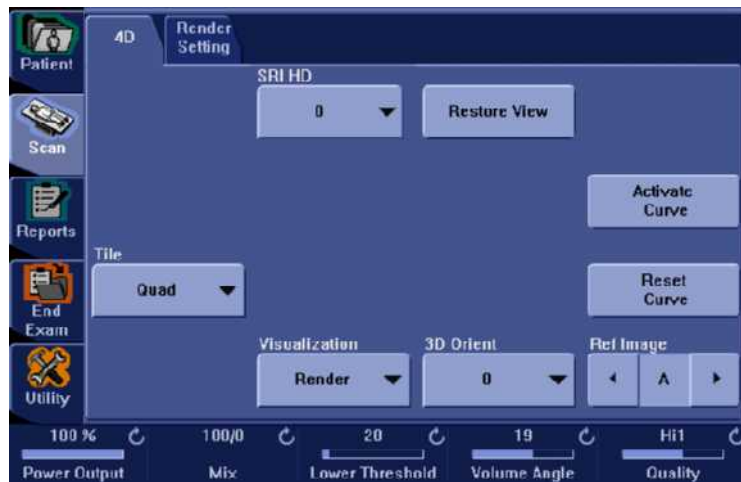 Patient
4D
Render
Setting
SRI HD
0
Restore View
Scan
Activate
Curve
Reports
Tile
Quad
Reset
Curve
End
Exam
Visualization
3D Orient
Ref Image
Render
0
A
Utility
100 %
100/0
20
19
Hi1
Power Output
Mix
Lower Threshold
Volume Angle
Quality